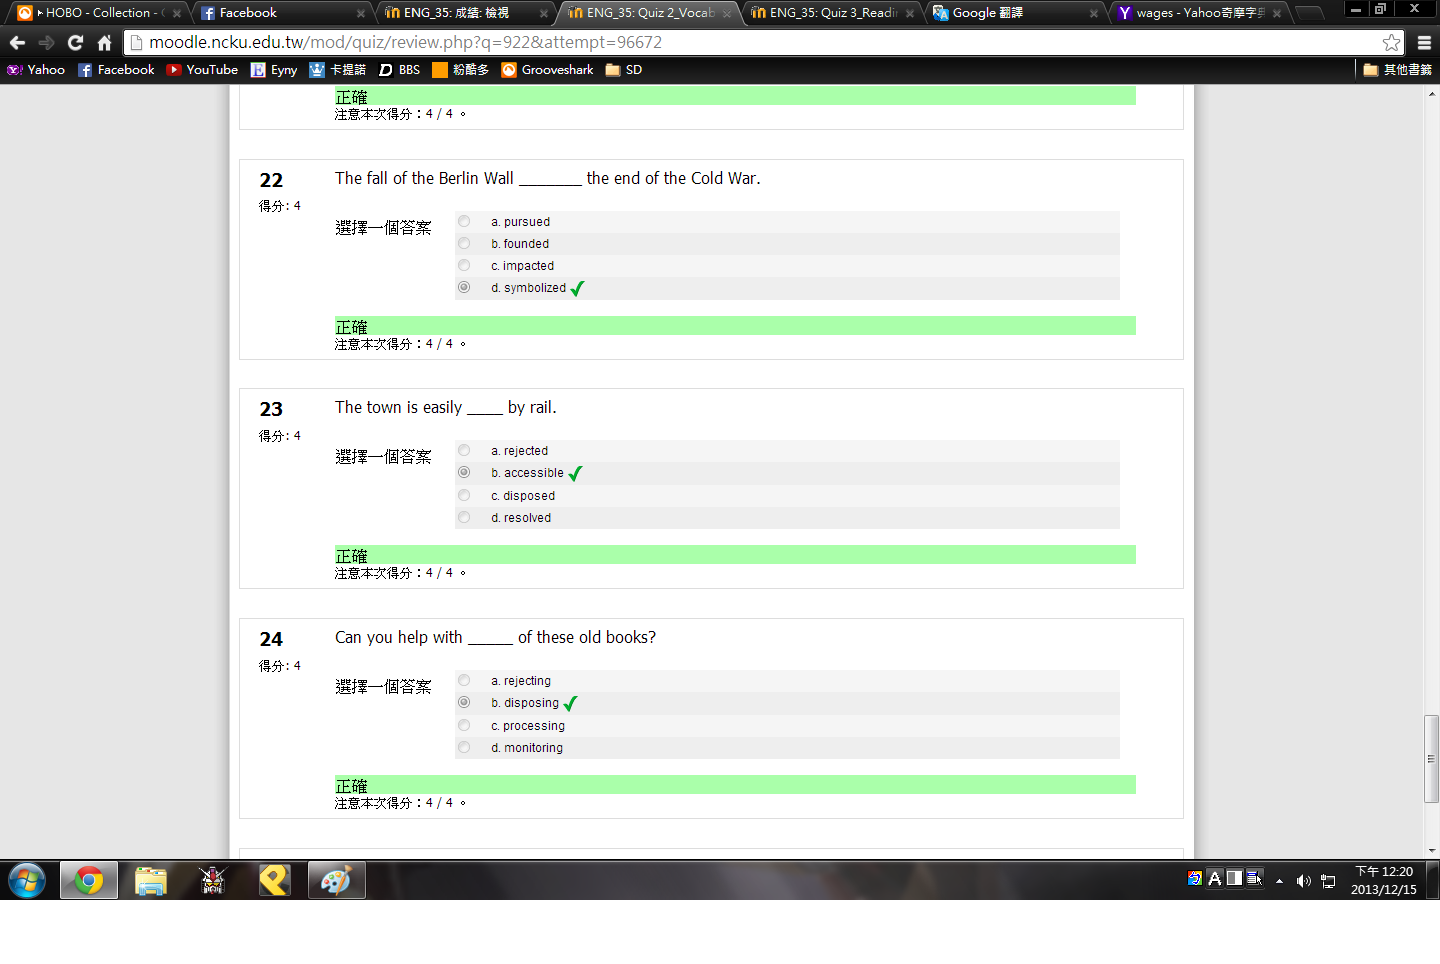 HOBO - Collection -
Facebook
ENG_35: 成績: 檢視
ENG_35: Quiz 2_Vocab
ENG_35: Quiz 3_Readi
Google 翻譯
wages - Yahoo奇摩字典
moodle.ncku.edu.tw/mod/quiz/review.php?q=922&attempt=96672
Yahoo
Facebook
YouTube
Eyny
卡提諾
BBS
粉酷多
Grooveshark
SD
其他書籤
正確
注意本次得分：4 / 4 。
22
得分: 4
The fall of the Berlin Wall ________ the end of the Cold War.
選擇一個答案
a. pursued
b. founded
c. impacted
d. symbolized
正確
注意本次得分：4 / 4 。
23
得分: 4
The town is easily ____ by rail.
選擇一個答案
a. rejected
b. accessible
c. disposed
d. resolved
正確
注意本次得分：4 / 4 。
24
得分: 4
Can you help with _____ of these old books?
選擇一個答案
a. rejecting
b. disposing
c. processing
d. monitoring
正確
注意本次得分：4 / 4 。
下午 12:20
2013/12/15